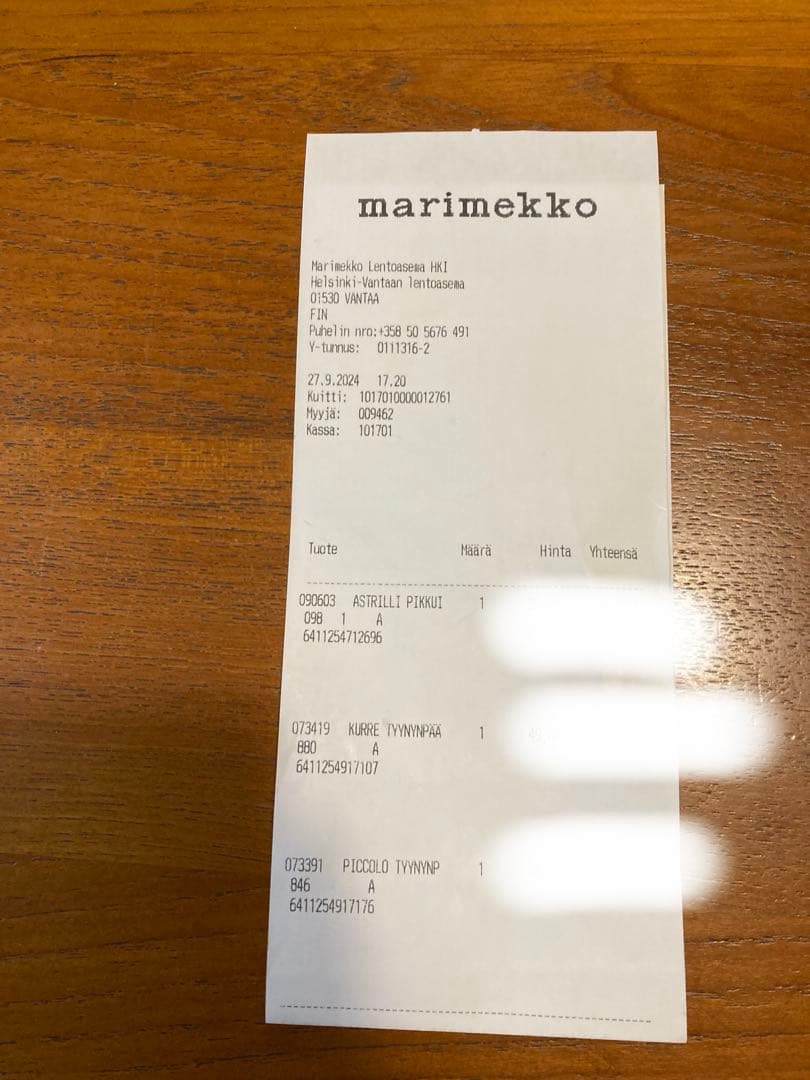 marimekko
Marimekko Lentoasema HKI
Helsinki-Vantaan lentoasema
01530 VANTAA
FIN
Puhelin nro:+358 50 5676 491
Y-tunnus: 0111316-2
27.9.2024 17.20
Kuitti: 1017010000012761
Myyjä: 009462
Kassa: 101701
Tuote Määrä Hinta Yhteensä
090603 ASTRILLI PIKKUI 1
098 1 A
6411254712696
073419 KURRE TYYNYNPÄÄ 1
880 A
6411254917107
073391 PICCOLO TYYNYNP 1
846 A
6411254917176